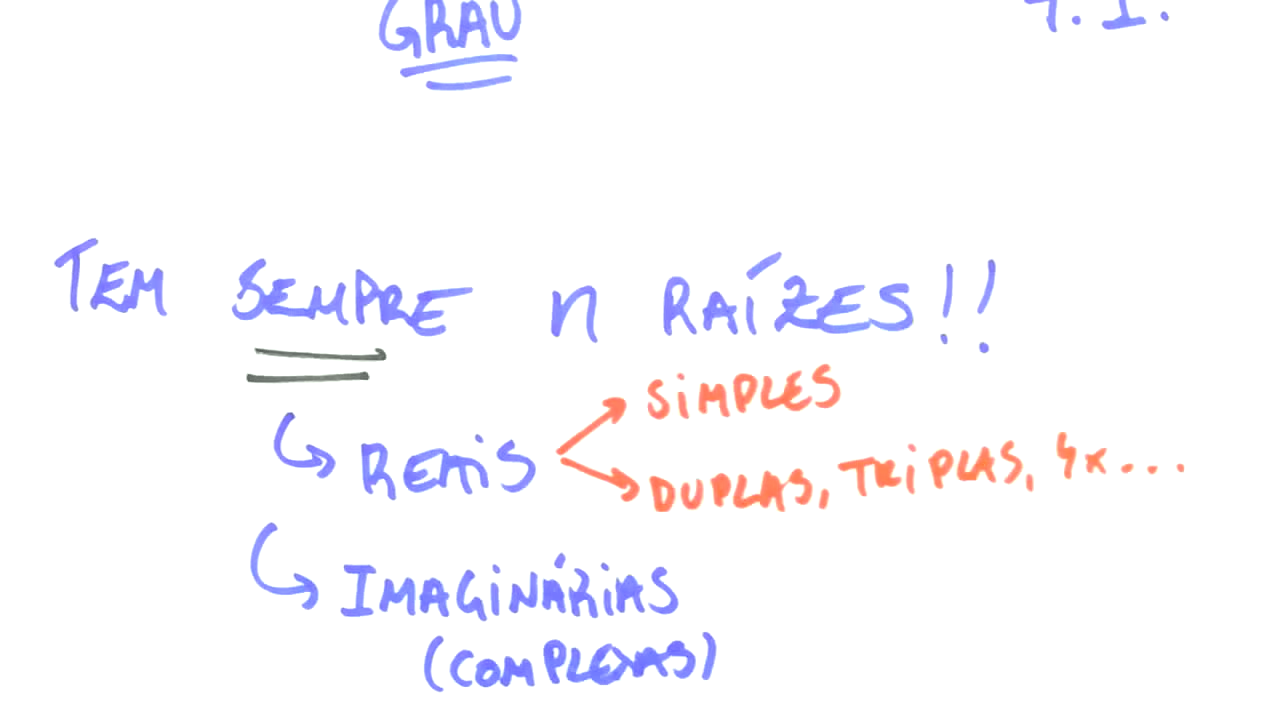 GRAU
TEM SEMPRE n RAÍZES!!
REAIS
SIMPLES
DUPLAS, TRIPLAS, 4x...
IMAGINÁRIAS
(COMPLEXAS)